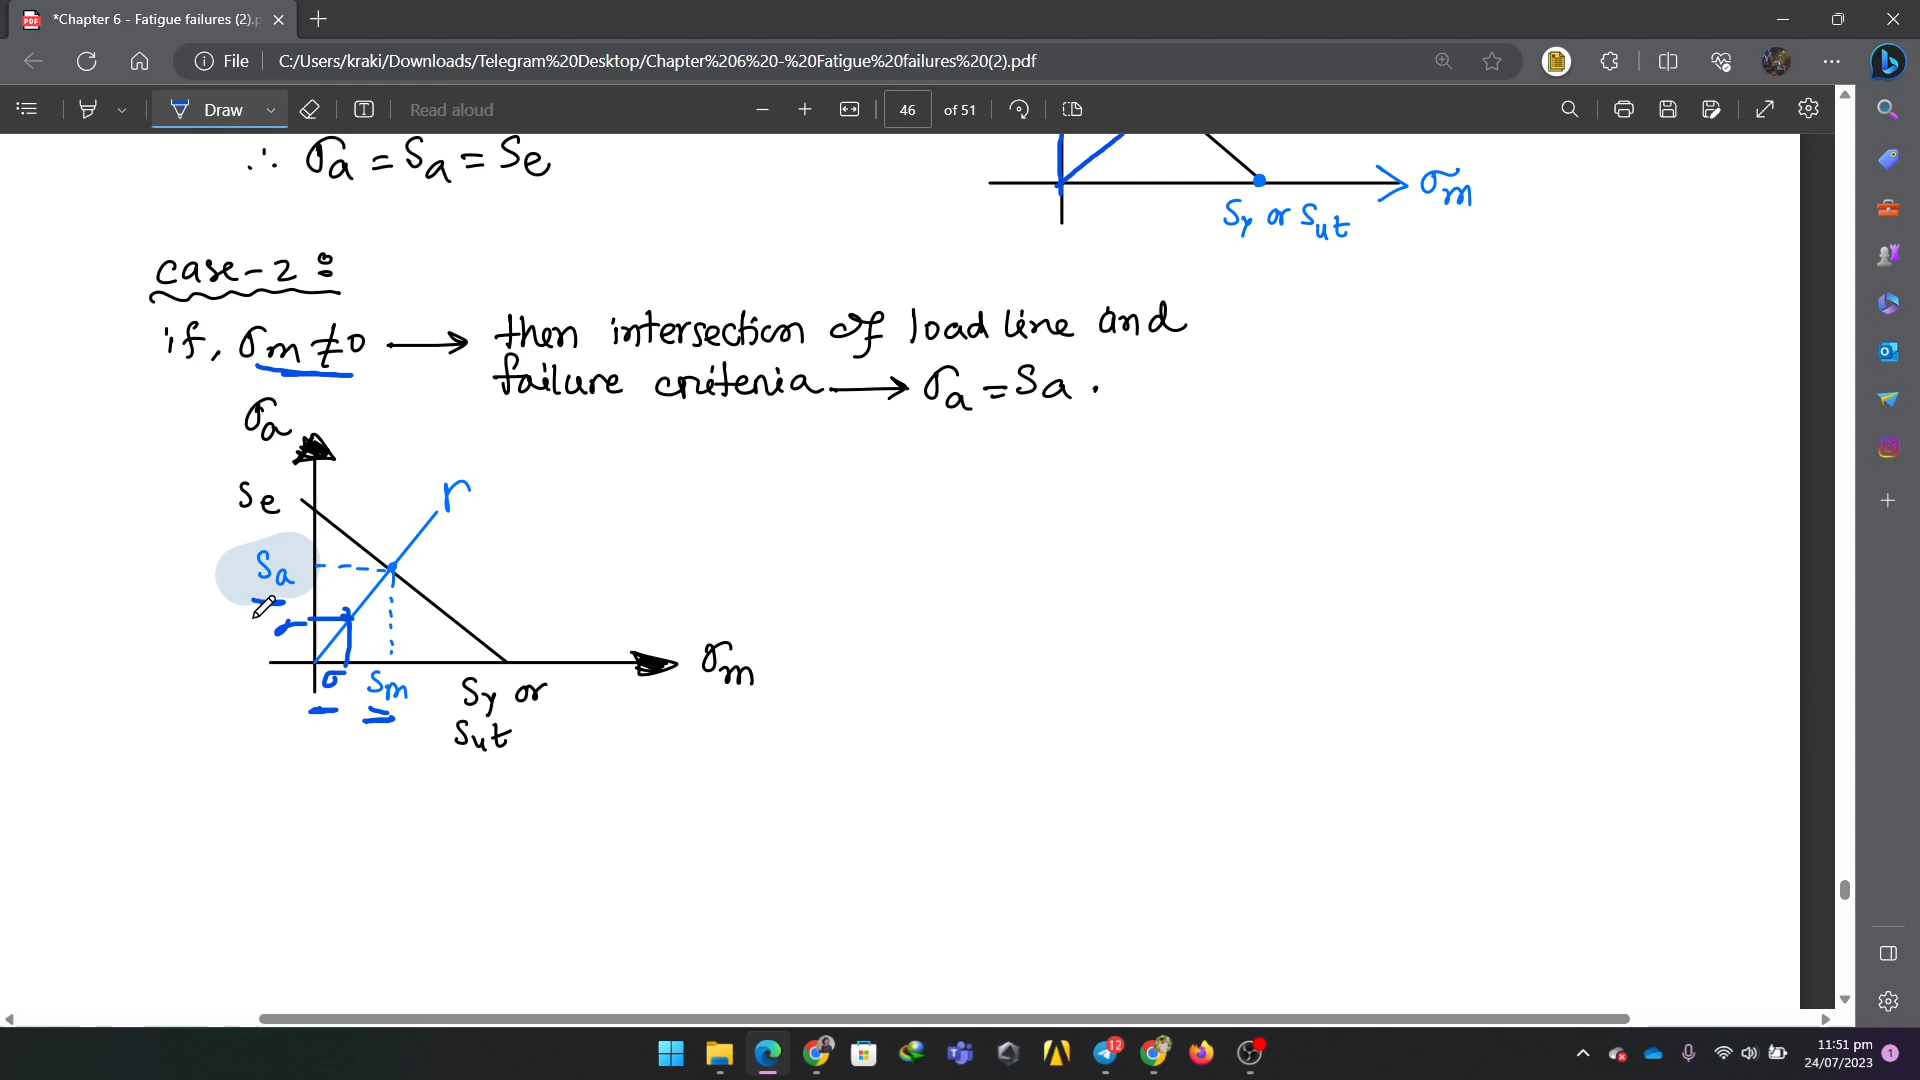 *Chapter 6 - Fatigue failures (2).p
File C:/Users/kraki/Downloads/Telegram%20Desktop/Chapter%206%20-%20Fatigue%20failures%20(2).pdf
Draw Read aloud 46 of 51
∴ σa = Sa = Se
σm
Sy or Sut
case-2 :
if, σm ≠ 0 → then intersection of load line and
failure criteria → σa = Sa .
σa
Se
r
Sa
σ
Sm
σm
Sy or
Sut
12
11:51 pm
24/07/2023
1